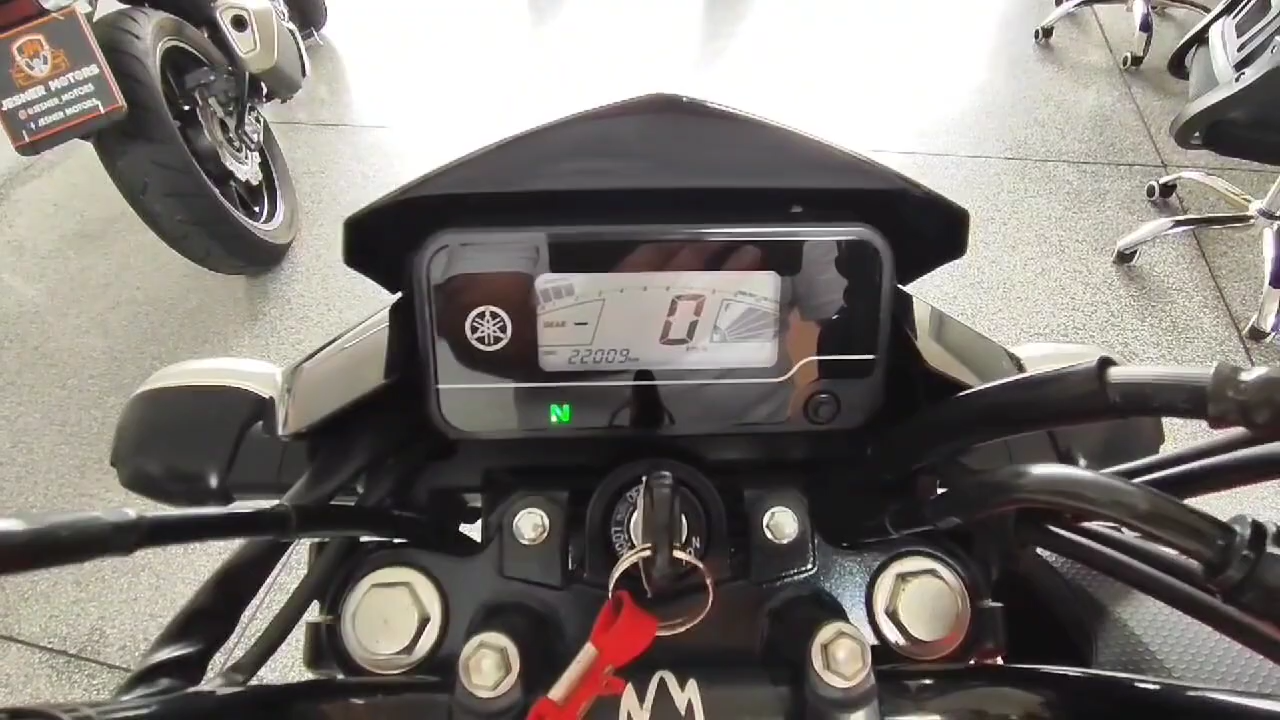 JESNER MOTORS
@JESNER_MOTORS
JESNER MOTORS
GEAR -
0
22009
N